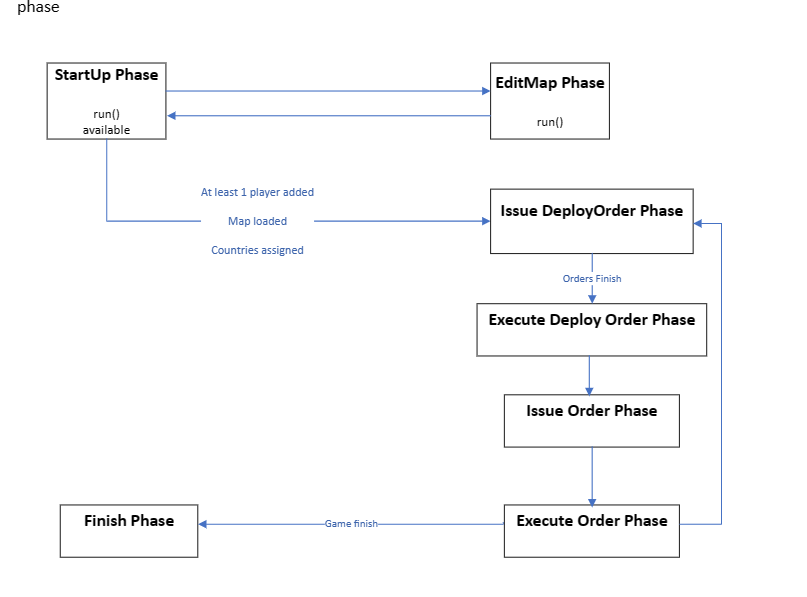 phase
StartUp Phase
run()
available
EditMap Phase
run()
At least 1 player added
Map loaded
Countries assigned
Issue DeployOrder Phase
Orders Finish
Execute Deploy Order Phase
Issue Order Phase
Finish Phase
Game finish
Execute Order Phase